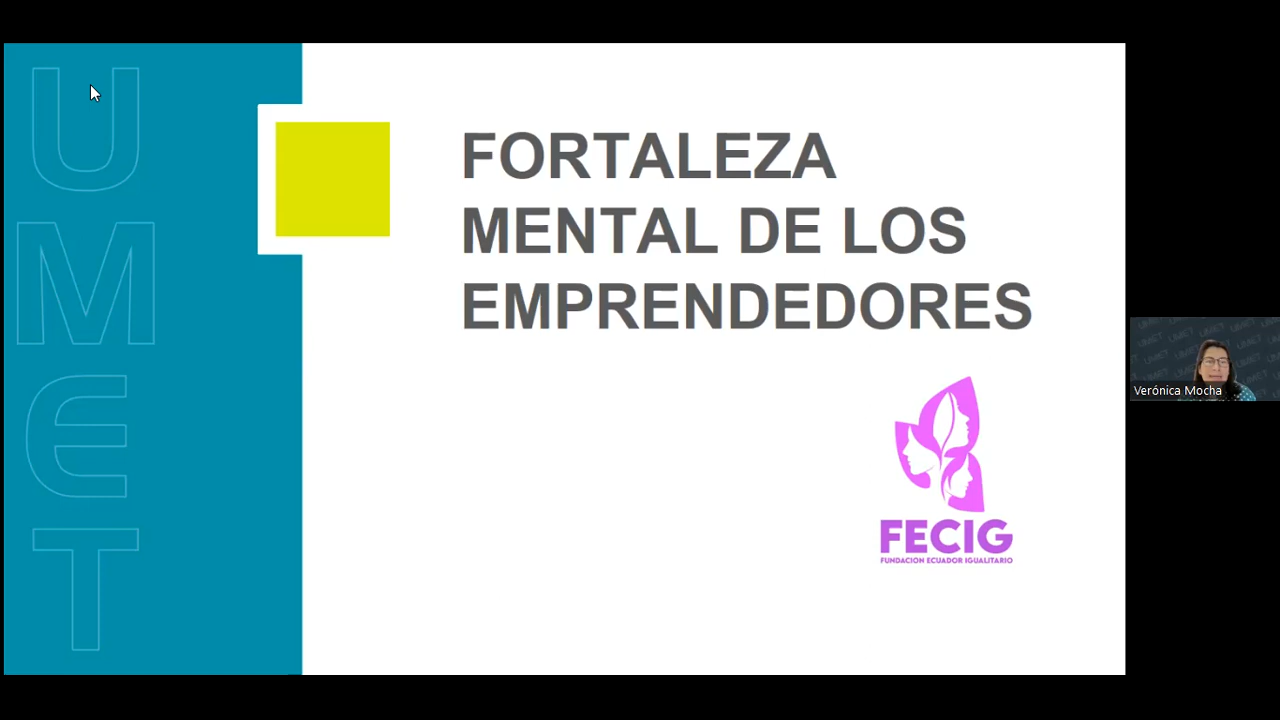 UMET
FORTALEZA
MENTAL DE LOS
EMPRENDEDORES
FECIG
FUNDACION ECUADOR IGUALITARIO
Verónica Mocha